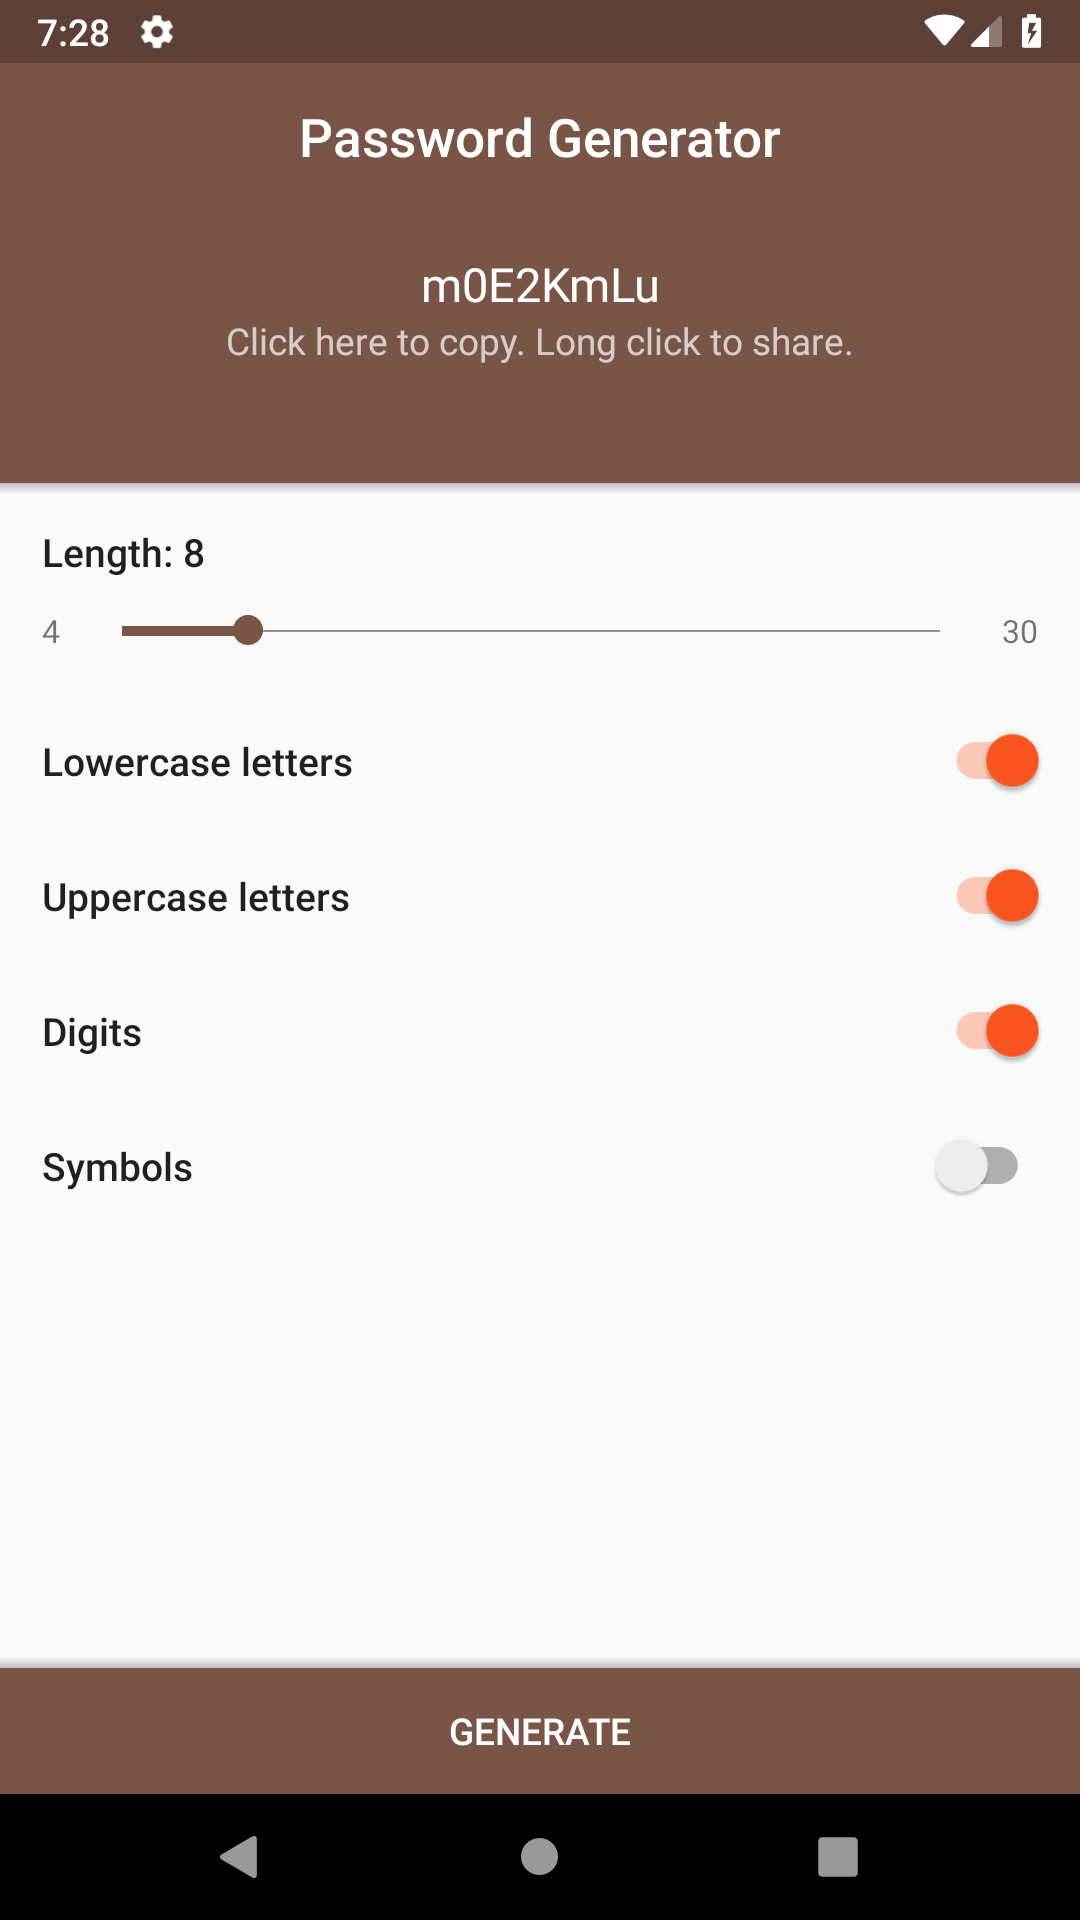 7:28
Password Generator
m0E2KmLu
Click here to copy. Long click to share.
Length: 8
4 30
Lowercase letters
Uppercase letters
Digits
Symbols
GENERATE